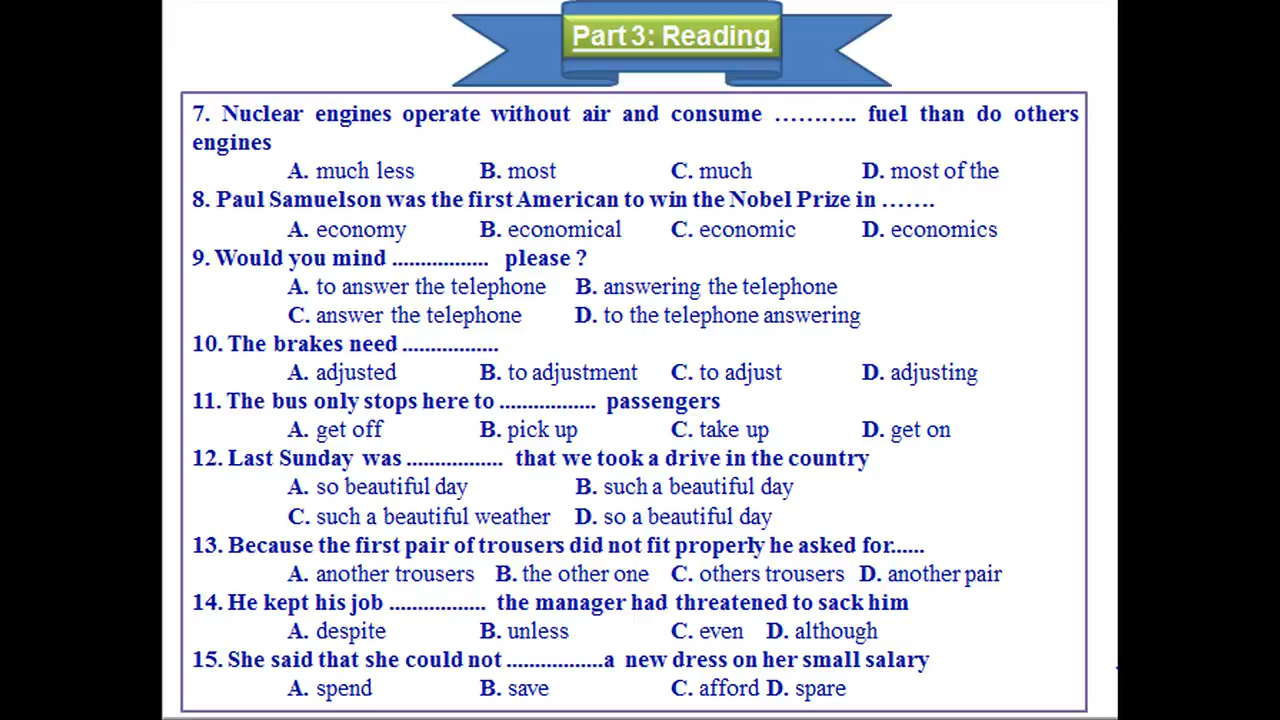 Part 3: Reading
7. Nuclear engines operate without air and consume ……….. fuel than do others
engines
A. much less B. most C. much D. most of the
8. Paul Samuelson was the first American to win the Nobel Prize in …….
A. economy B. economical C. economic D. economics
9. Would you mind ................. please ?
A. to answer the telephone B. answering the telephone
C. answer the telephone D. to the telephone answering
10. The brakes need .................
A. adjusted B. to adjustment C. to adjust D. adjusting
11. The bus only stops here to ................. passengers
A. get off B. pick up C. take up D. get on
12. Last Sunday was ................. that we took a drive in the country
A. so beautiful day B. such a beautiful day
C. such a beautiful weather D. so a beautiful day
13. Because the first pair of trousers did not fit properly he asked for......
A. another trousers B. the other one C. others trousers D. another pair
14. He kept his job ................. the manager had threatened to sack him
A. despite B. unless C. even D. although
15. She said that she could not .................a new dress on her small salary
A. spend B. save C. afford D. spare